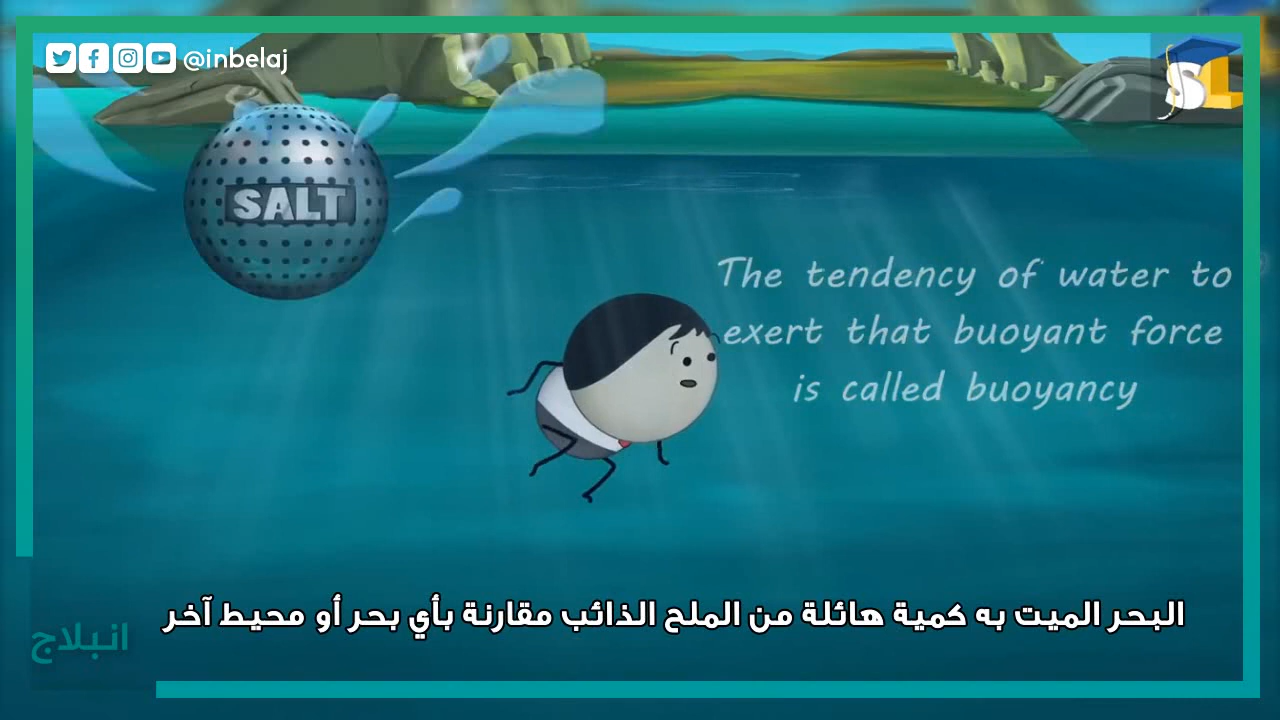 @inbelaj
SL
SALT
The tendency of water to
exert that buoyant force
is called buoyancy
البحر الميت به كمية هائلة من الملح الذائب مقارنة بأي بحر أو محيط آخر
انبلاج